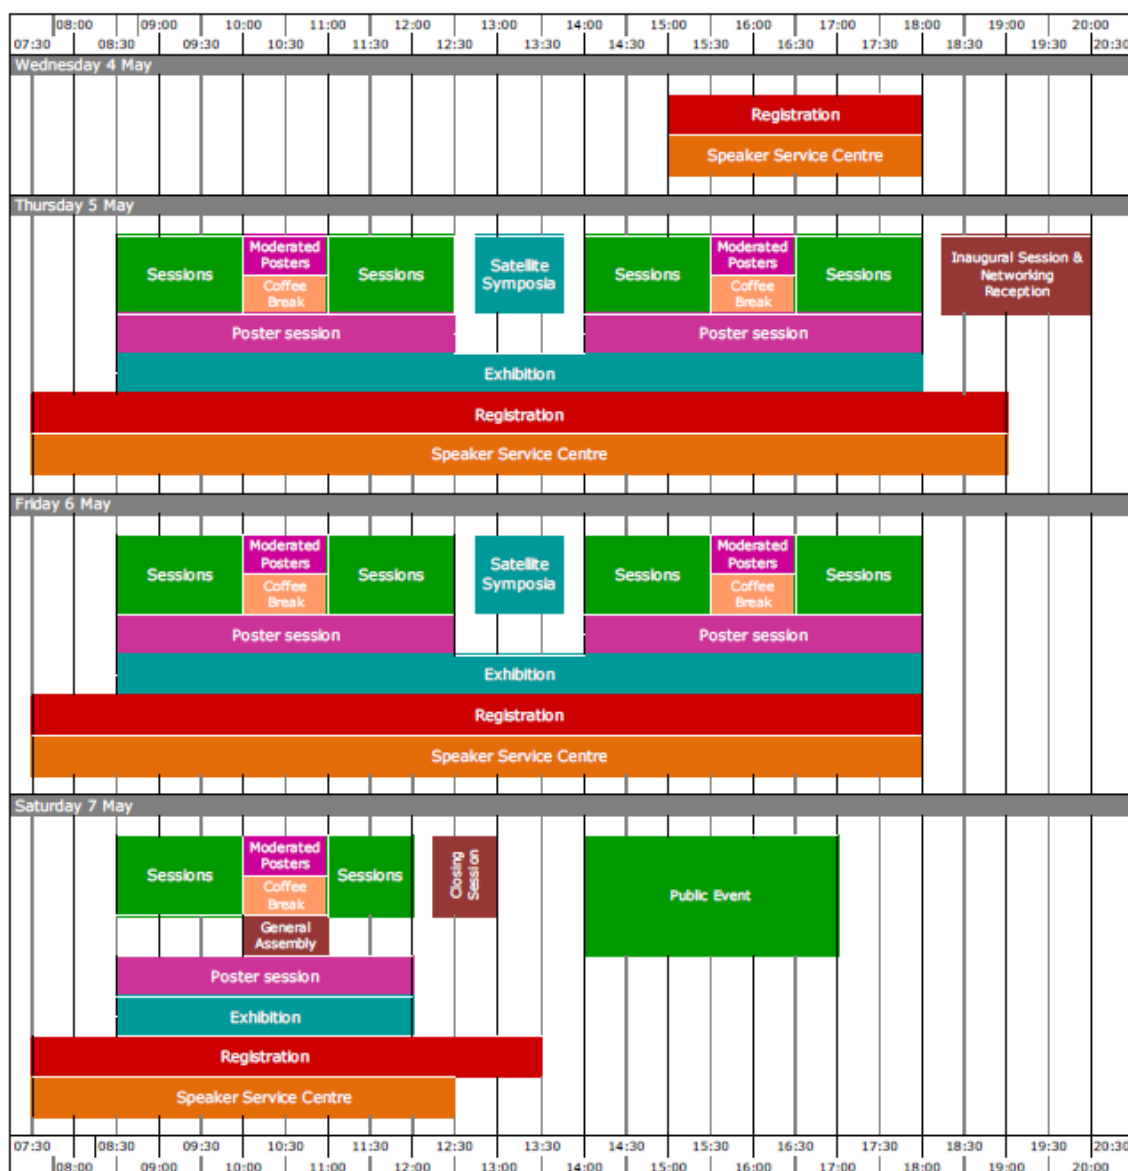 08:00 09:00 10:00 11:00 12:00 13:00 14:00 15:00 16:00 17:00 18:00 19:00 20:00
07:30 08:30 09:30 10:30 11:30 12:30 13:30 14:30 15:30 16:30 17:30 18:30 19:30 20:30
Wednesday 4 May
Registration
Speaker Service Centre
Thursday 5 May
Sessions
Moderated
Posters
Coffee
Break
Sessions
Satellite
Symposia
Sessions
Moderated
Posters
Coffee
Break
Sessions
Inaugural Session &
Networking
Reception
Poster session
Poster session
Exhibition
Registration
Speaker Service Centre
Friday 6 May
Sessions
Moderated
Posters
Coffee
Break
Sessions
Satellite
Symposia
Sessions
Moderated
Posters
Coffee
Break
Sessions
Poster session
Poster session
Exhibition
Registration
Speaker Service Centre
Saturday 7 May
Sessions
Moderated
Posters
Coffee
Break
Sessions
Closing
Session
Public Event
General
Assembly
Poster session
Exhibition
Registration
Speaker Service Centre
07:30 08:30 09:30 10:30 11:30 12:30 13:30 14:30 15:30 16:30 17:30 18:30 19:30 20:30
08:00 09:00 10:00 11:00 12:00 13:00 14:00 15:00 16:00 17:00 18:00 19:00 20:00